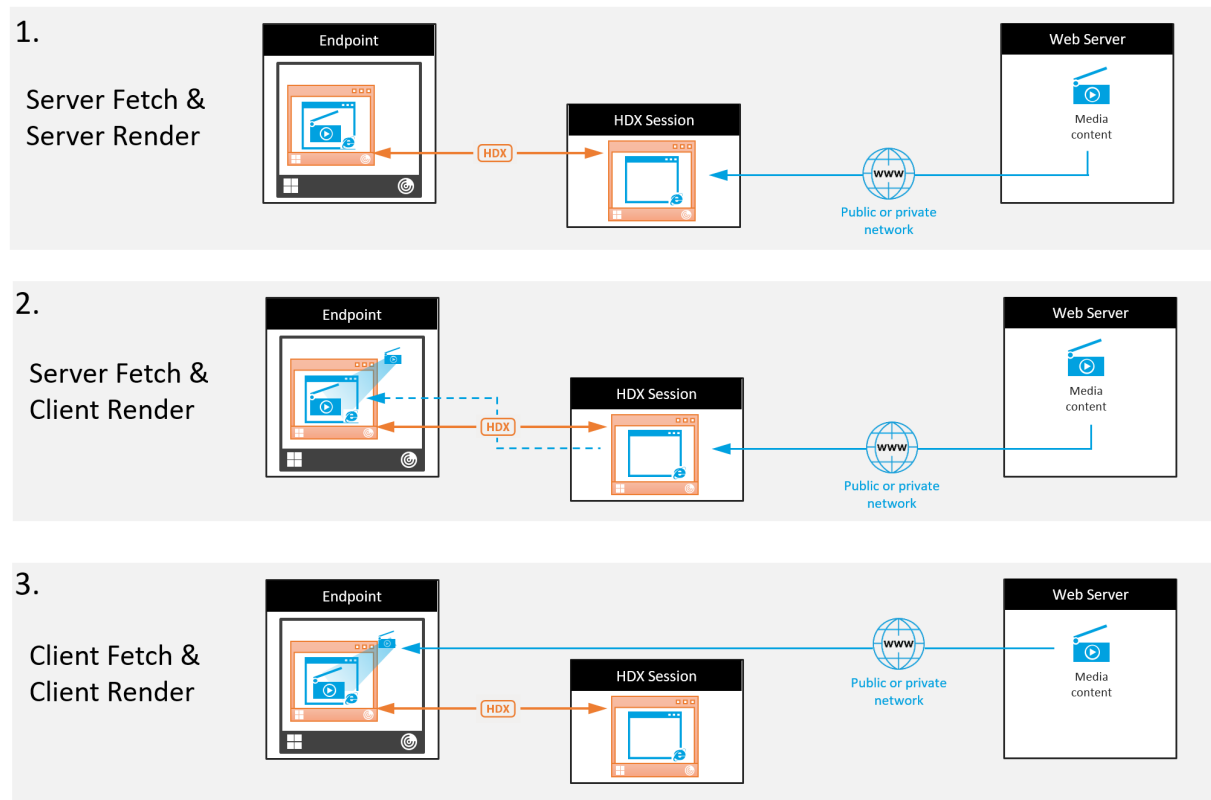 1.
Server Fetch &
Server Render
Endpoint
HDX
HDX Session
www
Public or private
network
Web Server
Media
content
2.
Server Fetch &
Client Render
Endpoint
HDX
HDX Session
www
Public or private
network
Web Server
Media
content
3.
Client Fetch &
Client Render
Endpoint
HDX
HDX Session
www
Public or private
network
Web Server
Media
content